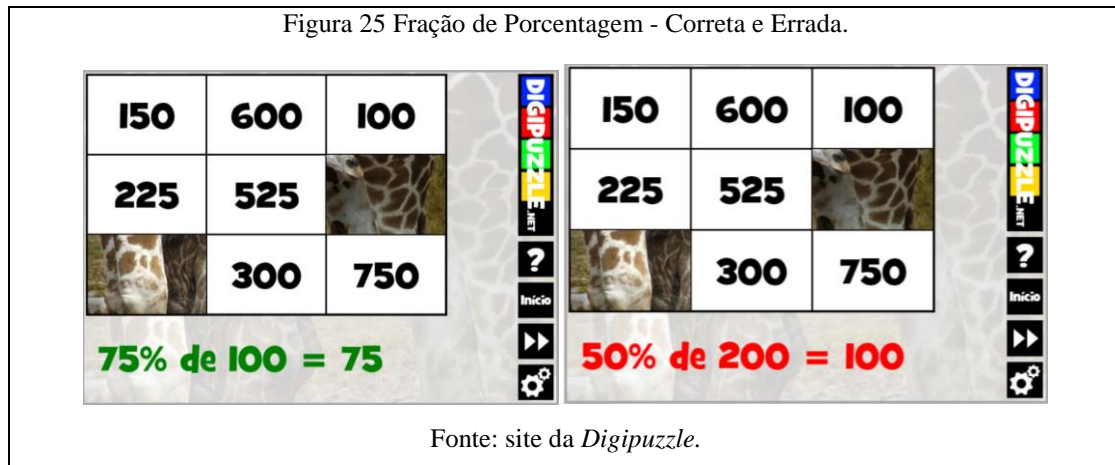 Figura 25 Fração de Porcentagem - Correta e Errada.
150 600 100
225 525
300 750
75% de 100 = 75
DIGIPUZZLE.NET
?
Início
150 600 100
225 525
300 750
50% de 200 = 100
DIGIPUZZLE.NET
?
Início
Fonte: site da Digipuzzle.